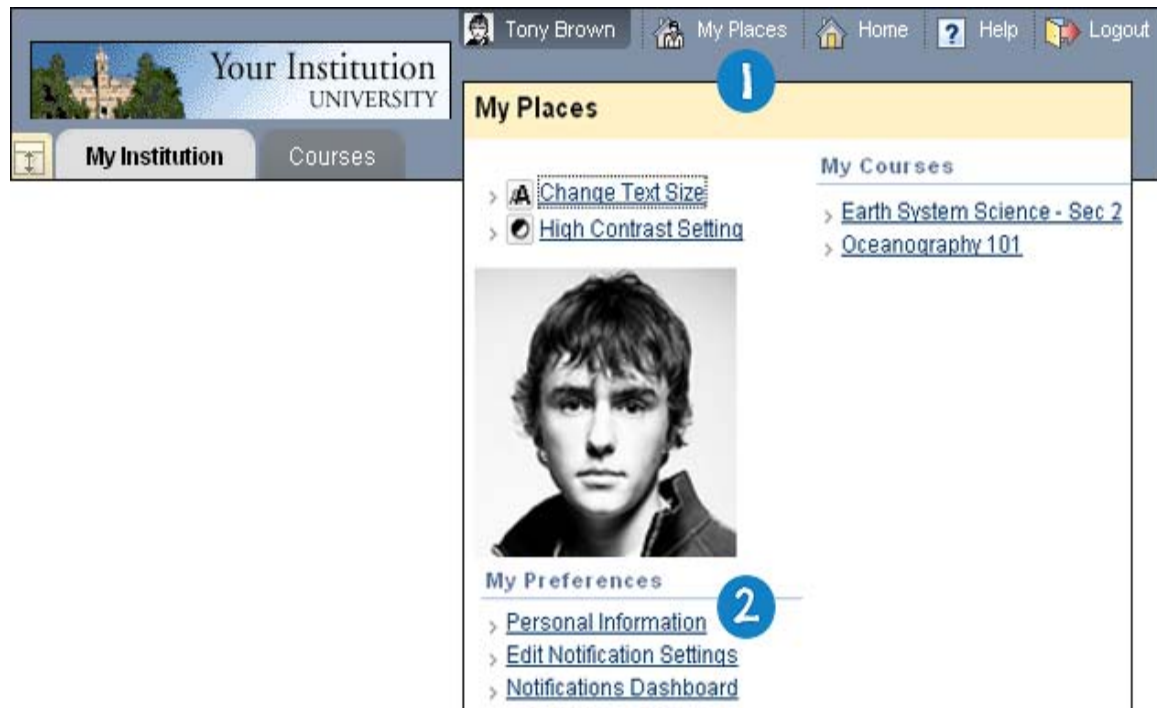 Tony Brown My Places Home ? Help Logout
Your Institution
UNIVERSITY
1
My Places
My Institution Courses
My Courses
A Change Text Size
High Contrast Setting
Earth System Science - Sec 2
Oceanography 101
My Preferences
2
Personal Information
Edit Notification Settings
Notifications Dashboard